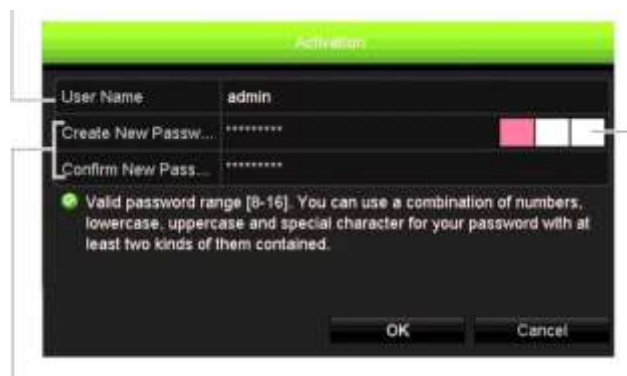 Activation
User Name admin
Create New Passw... *********
Confirm New Pass... *********
Valid password range [8-16]. You can use a combination of numbers,
lowercase, uppercase and special character for your password with at
least two kinds of them contained.
OK Cancel